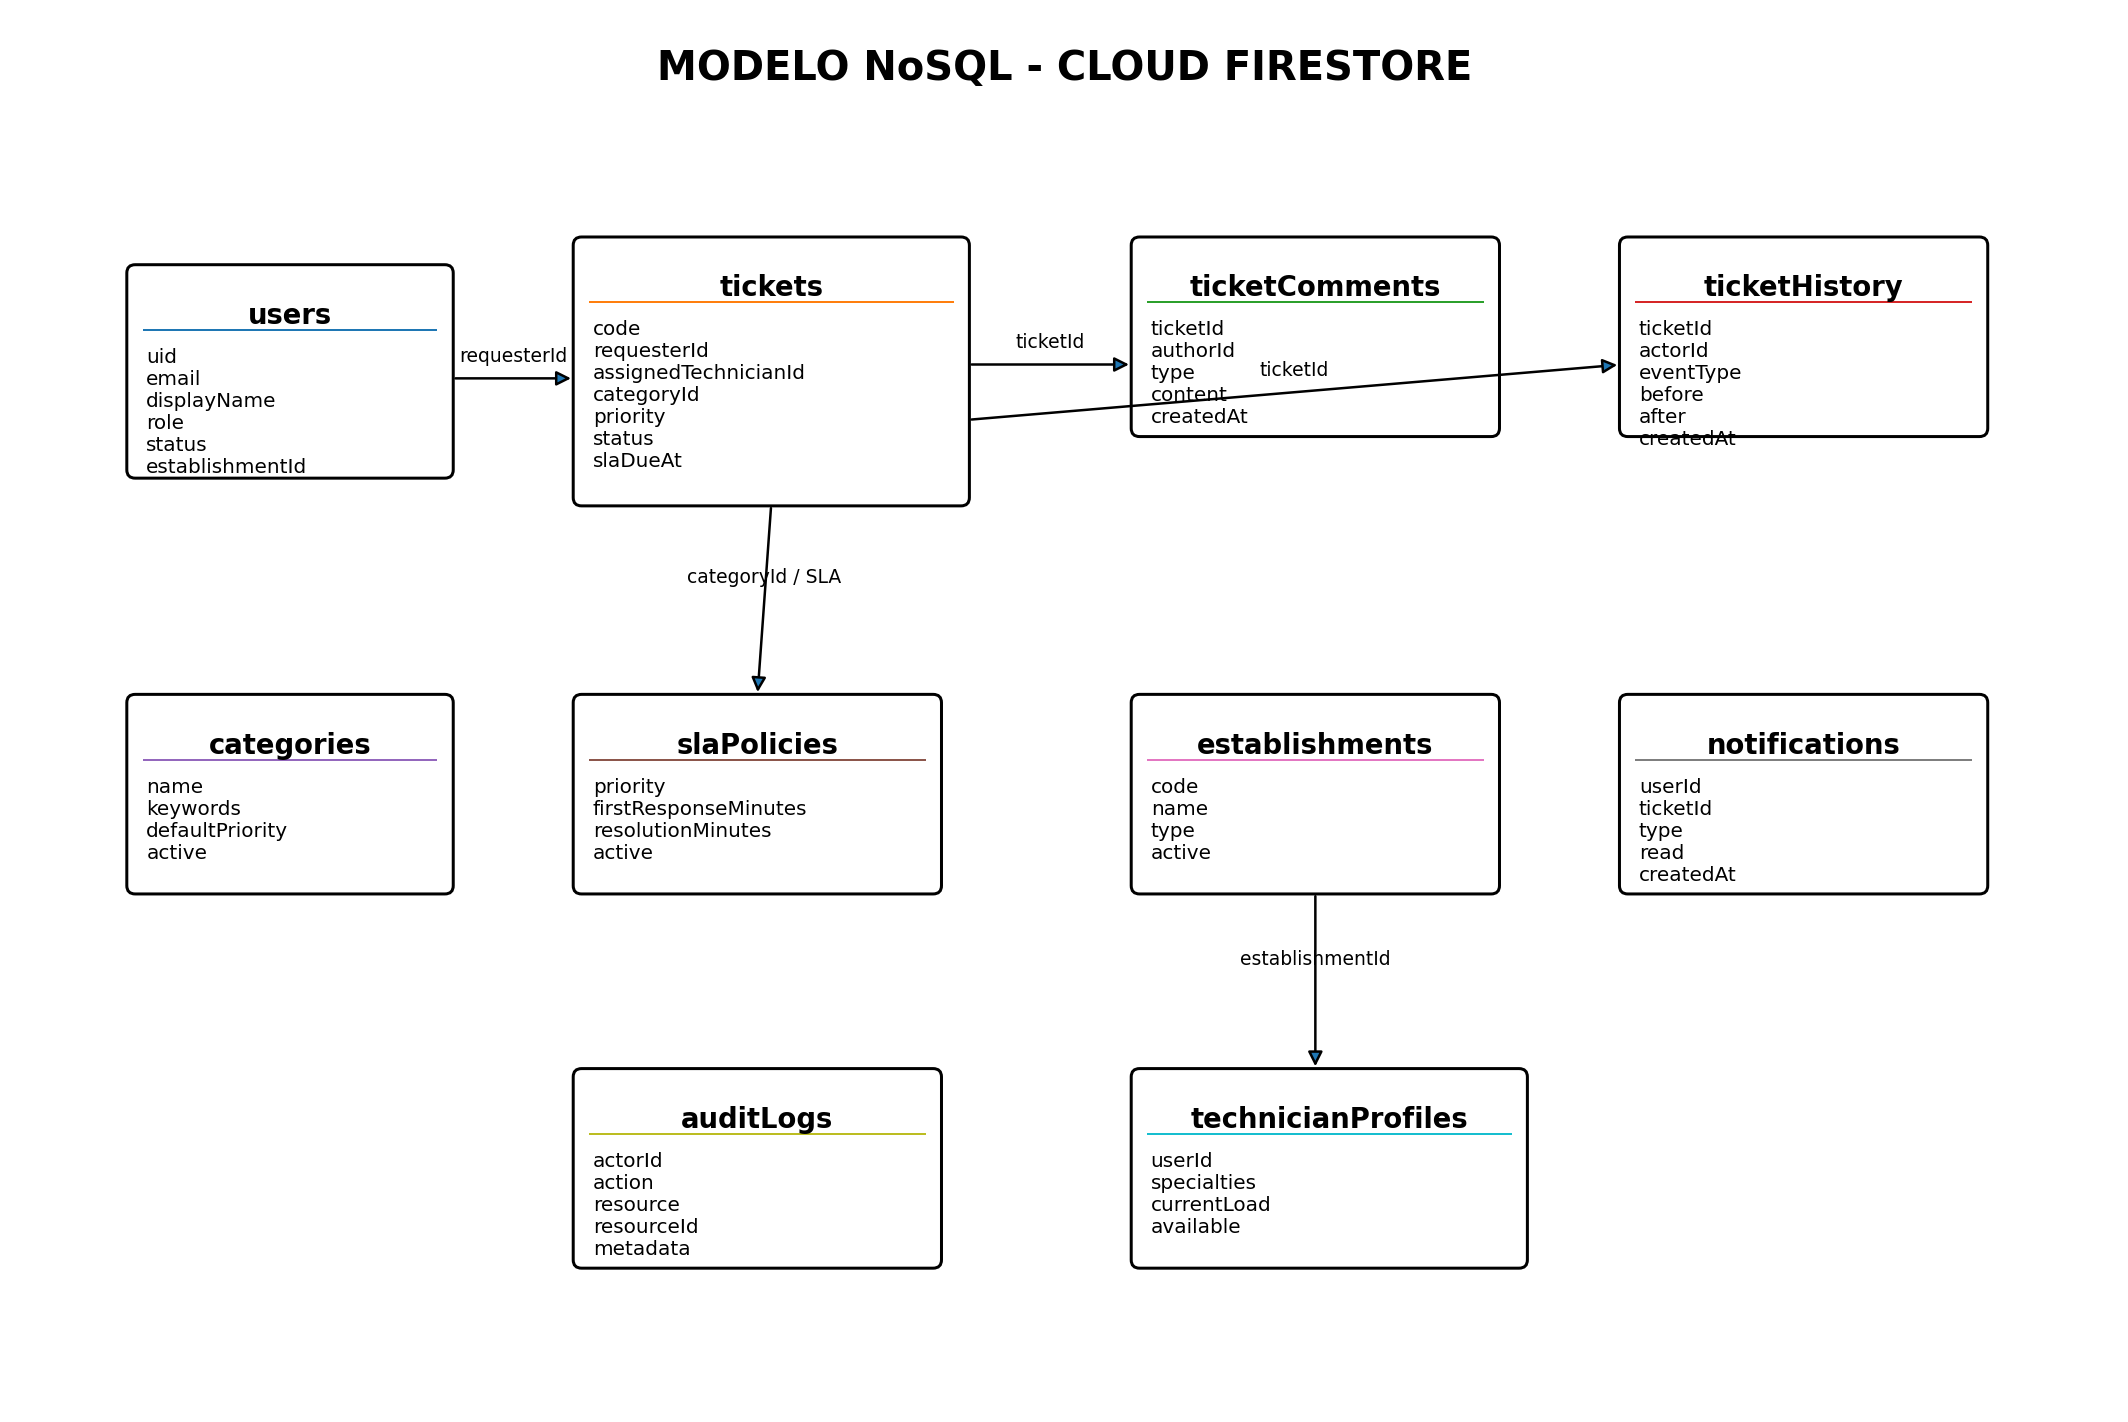 MODELO NoSQL - CLOUD FIRESTORE
users
uid
email
displayName
role
status
establishmentId
requesterId
tickets
code
requesterId
assignedTechnicianId
categoryId
priority
status
slaDueAt
ticketId
ticketComments
ticketId
authorId
type
content
createdAt
ticketId
ticketHistory
ticketId
actorId
eventType
before
after
createdAt
categoryId / SLA
categories
name
keywords
defaultPriority
active
slaPolicies
priority
firstResponseMinutes
resolutionMinutes
active
establishments
code
name
type
active
notifications
userId
ticketId
type
read
createdAt
establishmentId
auditLogs
actorId
action
resource
resourceId
metadata
technicianProfiles
userId
specialties
currentLoad
available